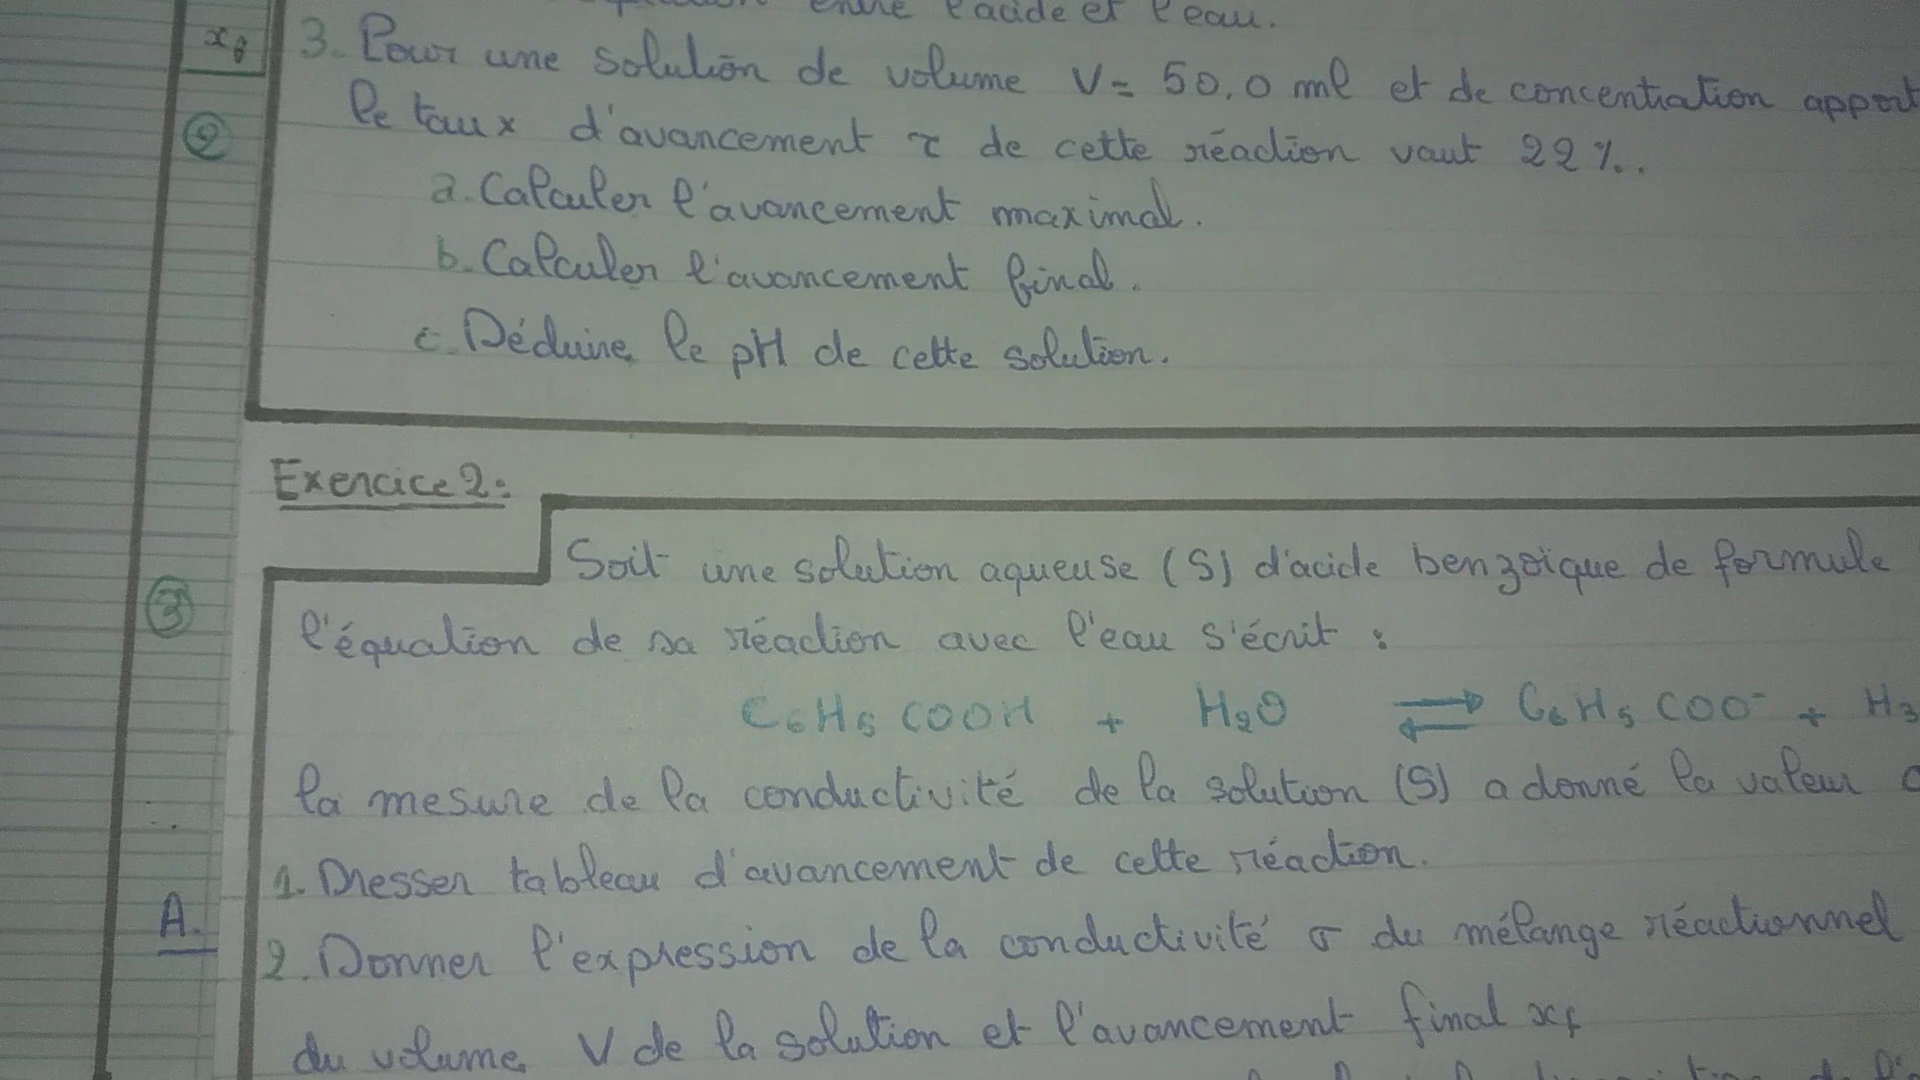 entre l'acide et l'eau.
xf
3. Pour une solution de volume V = 50,0 ml et de concentration apport
le taux d'avancement τ de cette réaction vaut 22 %.
②
a. Calculer l'avancement maximal.
b. Calculer l'avancement final.
c. Déduire le pH de cette solution.
Exercice 2:
Soit une solution aqueuse (S) d'acide benzoïque de formule
③
l'équation de sa réaction avec l'eau s'écrit :
C6H5COOH + H2O ⇌ C6H5COO- + H3
la mesure de la conductivité de la solution (S) a donné la valeur
1. Dresser tableau d'avancement de cette réaction.
A.
2. Donner l'expression de la conductivité σ du mélange réactionnel
du volume V de la solution et l'avancement final xf